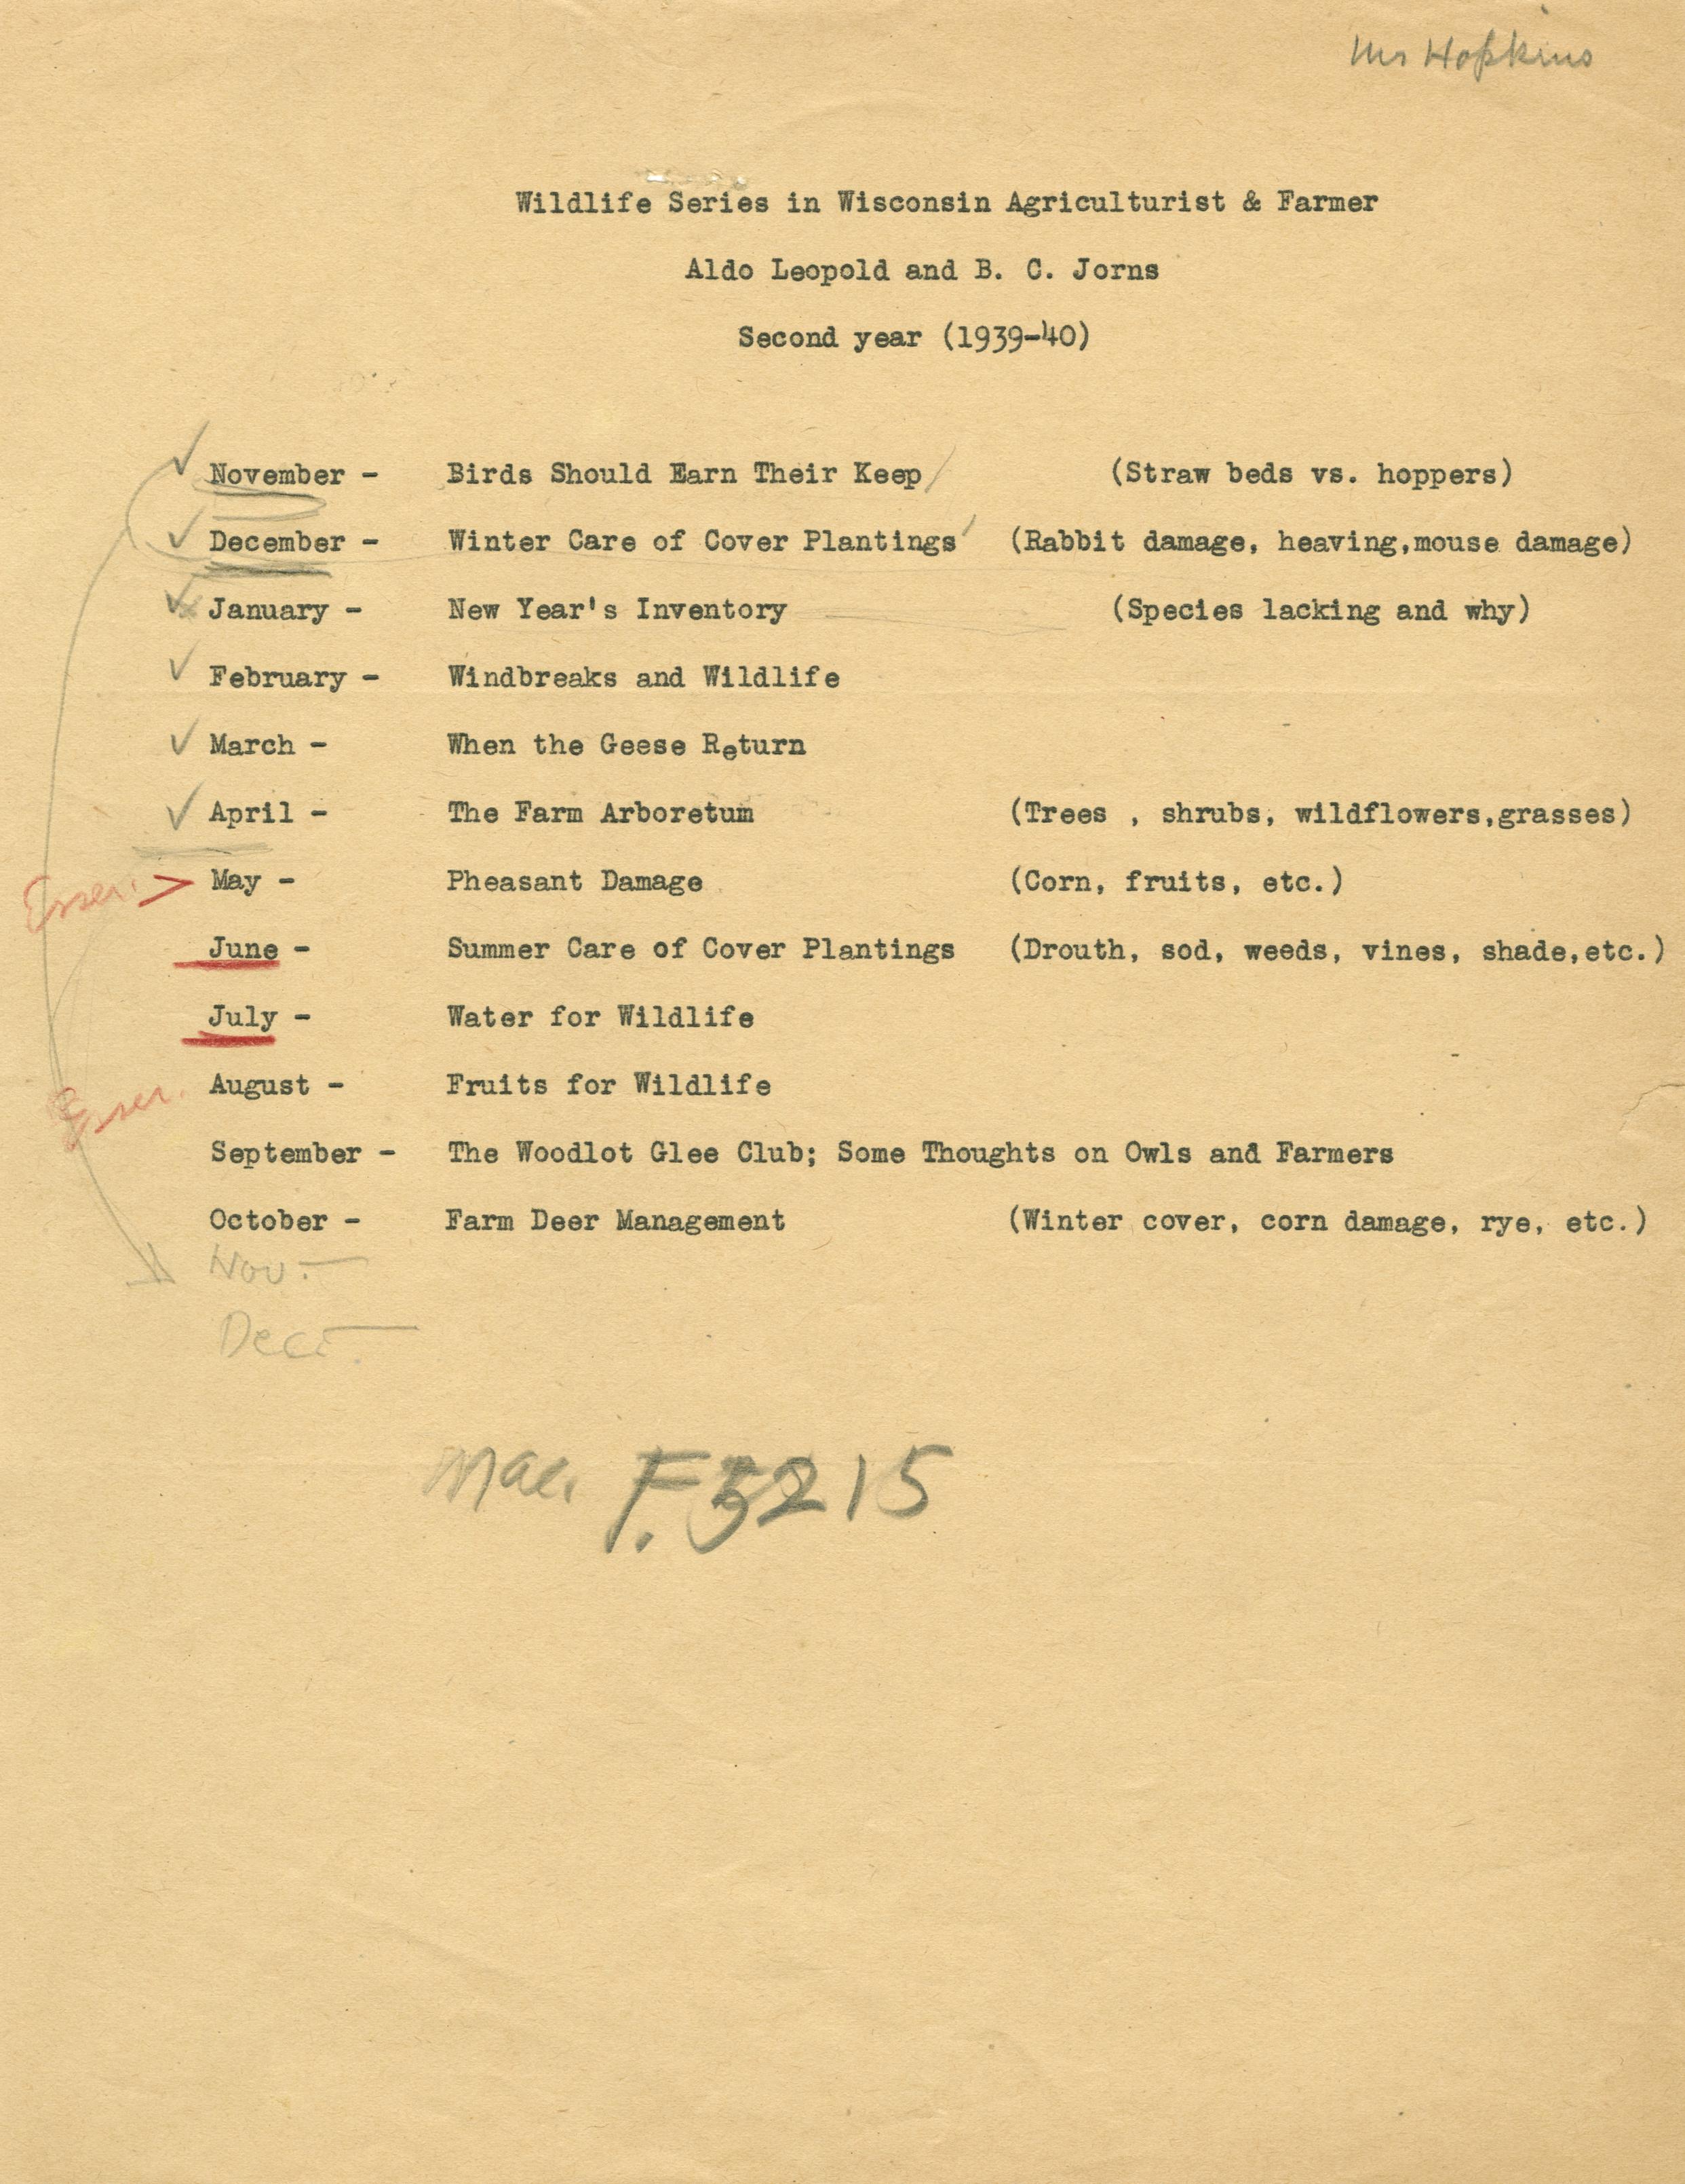 Mr Hopkins
Wildlife Series in Wisconsin Agriculturist & Farmer
Aldo Leopold and B. C. Jorns
Second year (1939-40)
November - Birds Should Earn Their Keep (Straw beds vs. hoppers)
December - Winter Care of Cover Plantings (Rabbit damage, heaving,mouse damage)
January - New Year's Inventory (Species lacking and why)
February - Windbreaks and Wildlife
March - When the Geese Return
April - The Farm Arboretum (Trees , shrubs, wildflowers,grasses)
May - Pheasant Damage (Corn, fruits, etc.)
June - Summer Care of Cover Plantings (Drouth, sod, weeds, vines, shade,etc.)
July - Water for Wildlife
August - Fruits for Wildlife
September - The Woodlot Glee Club; Some Thoughts on Owls and Farmers
October - Farm Deer Management (Winter cover, corn damage, rye, etc.)
Nov. -
Dec. -
F.3215